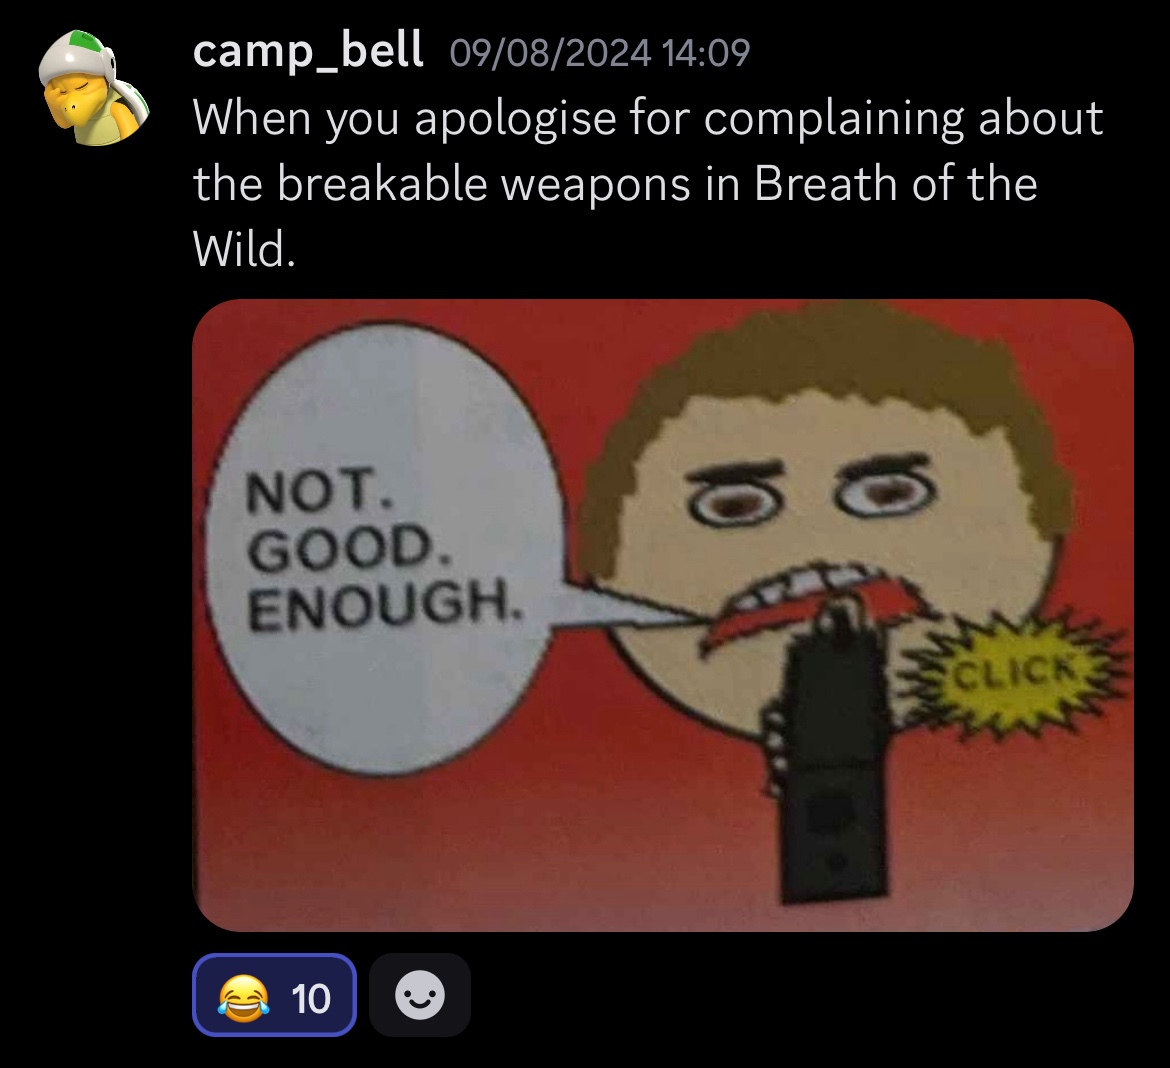 camp_bell 09/08/2024 14:09
When you apologise for complaining about
the breakable weapons in Breath of the
Wild.
NOT.
GOOD.
ENOUGH.
CLICK
😂 10